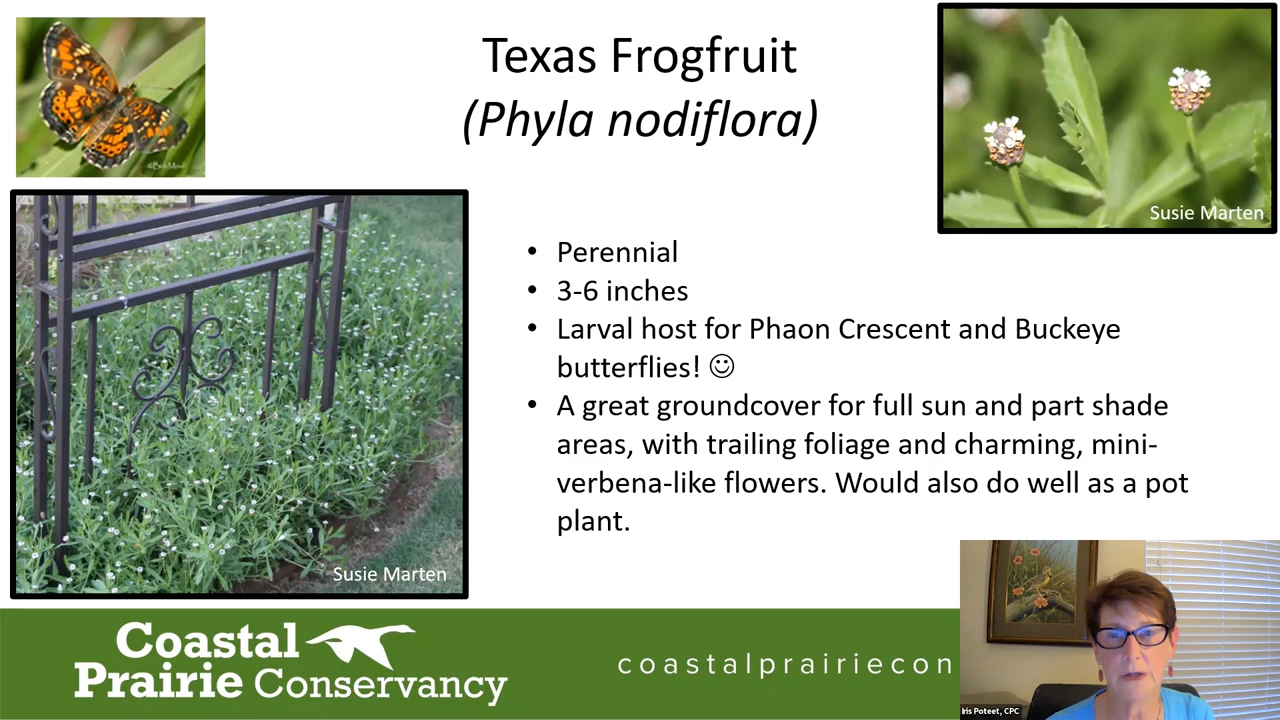 Texas Frogfruit
(Phyla nodiflora)
Susie Marten
• Perennial
• 3-6 inches
• Larval host for Phaon Crescent and Buckeye
butterflies! ☺
• A great groundcover for full sun and part shade
areas, with trailing foliage and charming, mini-
verbena-like flowers. Would also do well as a pot
plant.
Susie Marten
Coastal
Prairie Conservancy
coastalprairiecon
Iris Poteet, CPC